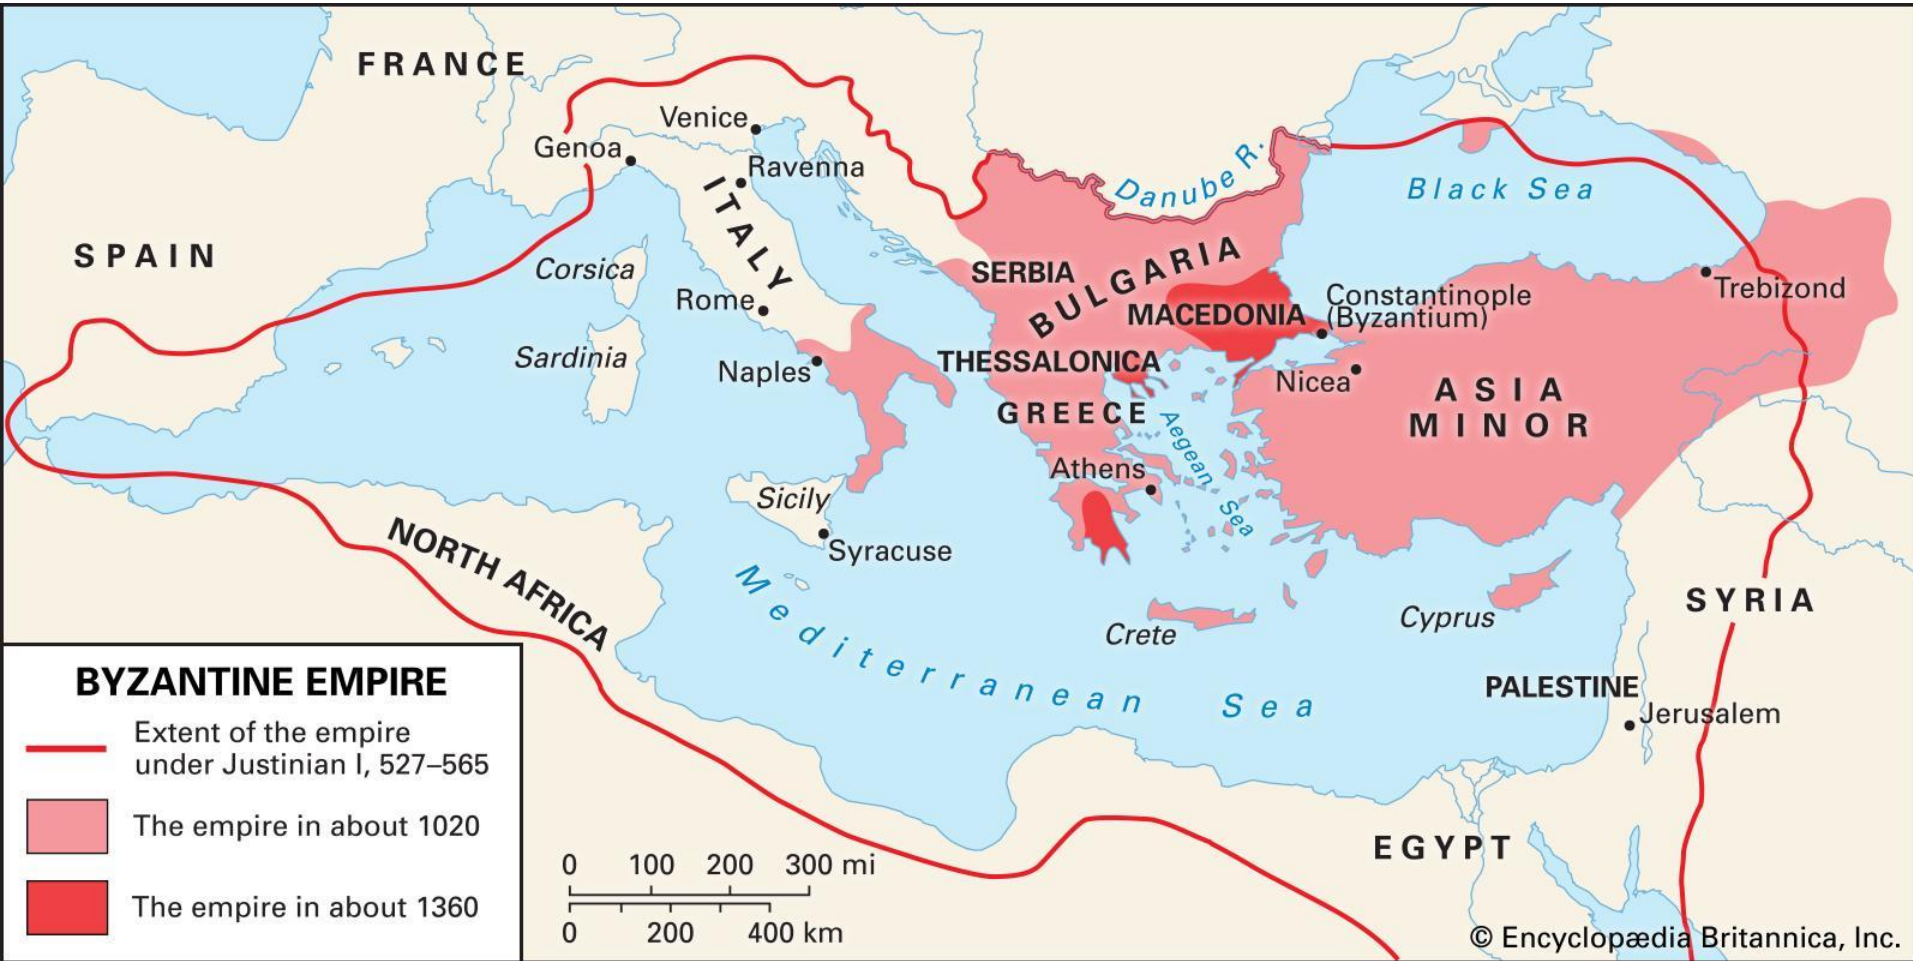 FRANCE
Venice
Genoa
Ravenna
Danube R.
Black Sea
SPAIN
ITALY
Corsica
SERBIA
BULGARIA
Rome
MACEDONIA
Constantinople
(Byzantium)
Trebizond
Sardinia
Naples
THESSALONICA
Nicea
ASIA
MINOR
GREECE
Aegean Sea
Athens
Sicily
Syracuse
NORTH AFRICA
Mediterranean Sea
Crete
Cyprus
SYRIA
PALESTINE
Jerusalem
EGYPT
BYZANTINE EMPIRE
Extent of the empire
under Justinian I, 527–565
The empire in about 1020
The empire in about 1360
0 100 200 300 mi
0 200 400 km
© Encyclopædia Britannica, Inc.